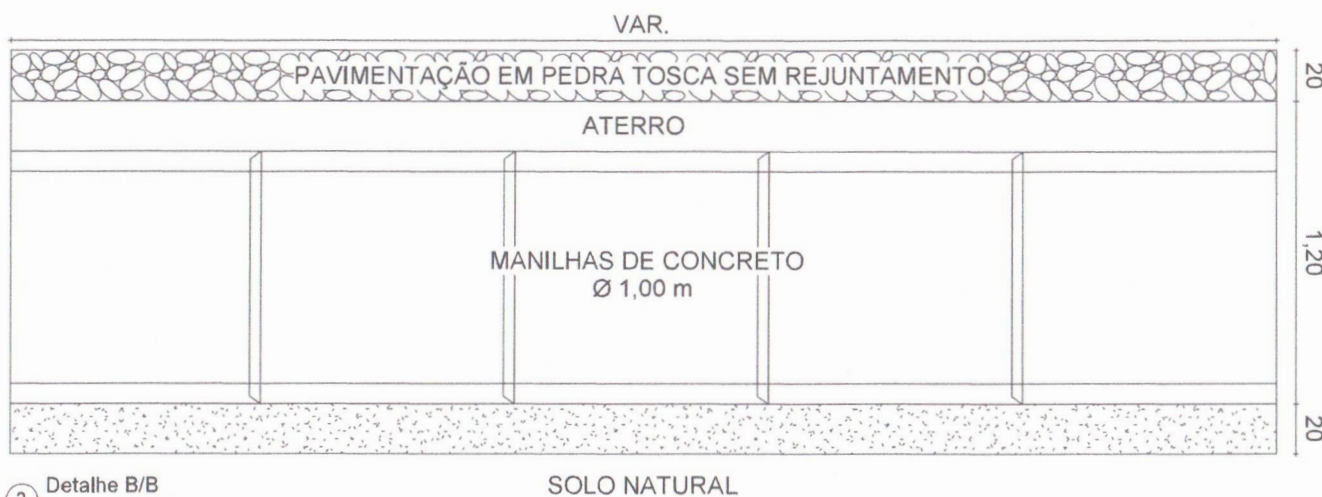 VAR.
PAVIMENTAÇÃO EM PEDRA TOSCA SEM REJUNTAMENTO
20
ATERRO
1,20
MANILHAS DE CONCRETO
Ø 1,00 m
20
Detalhe B/B
SOLO NATURAL